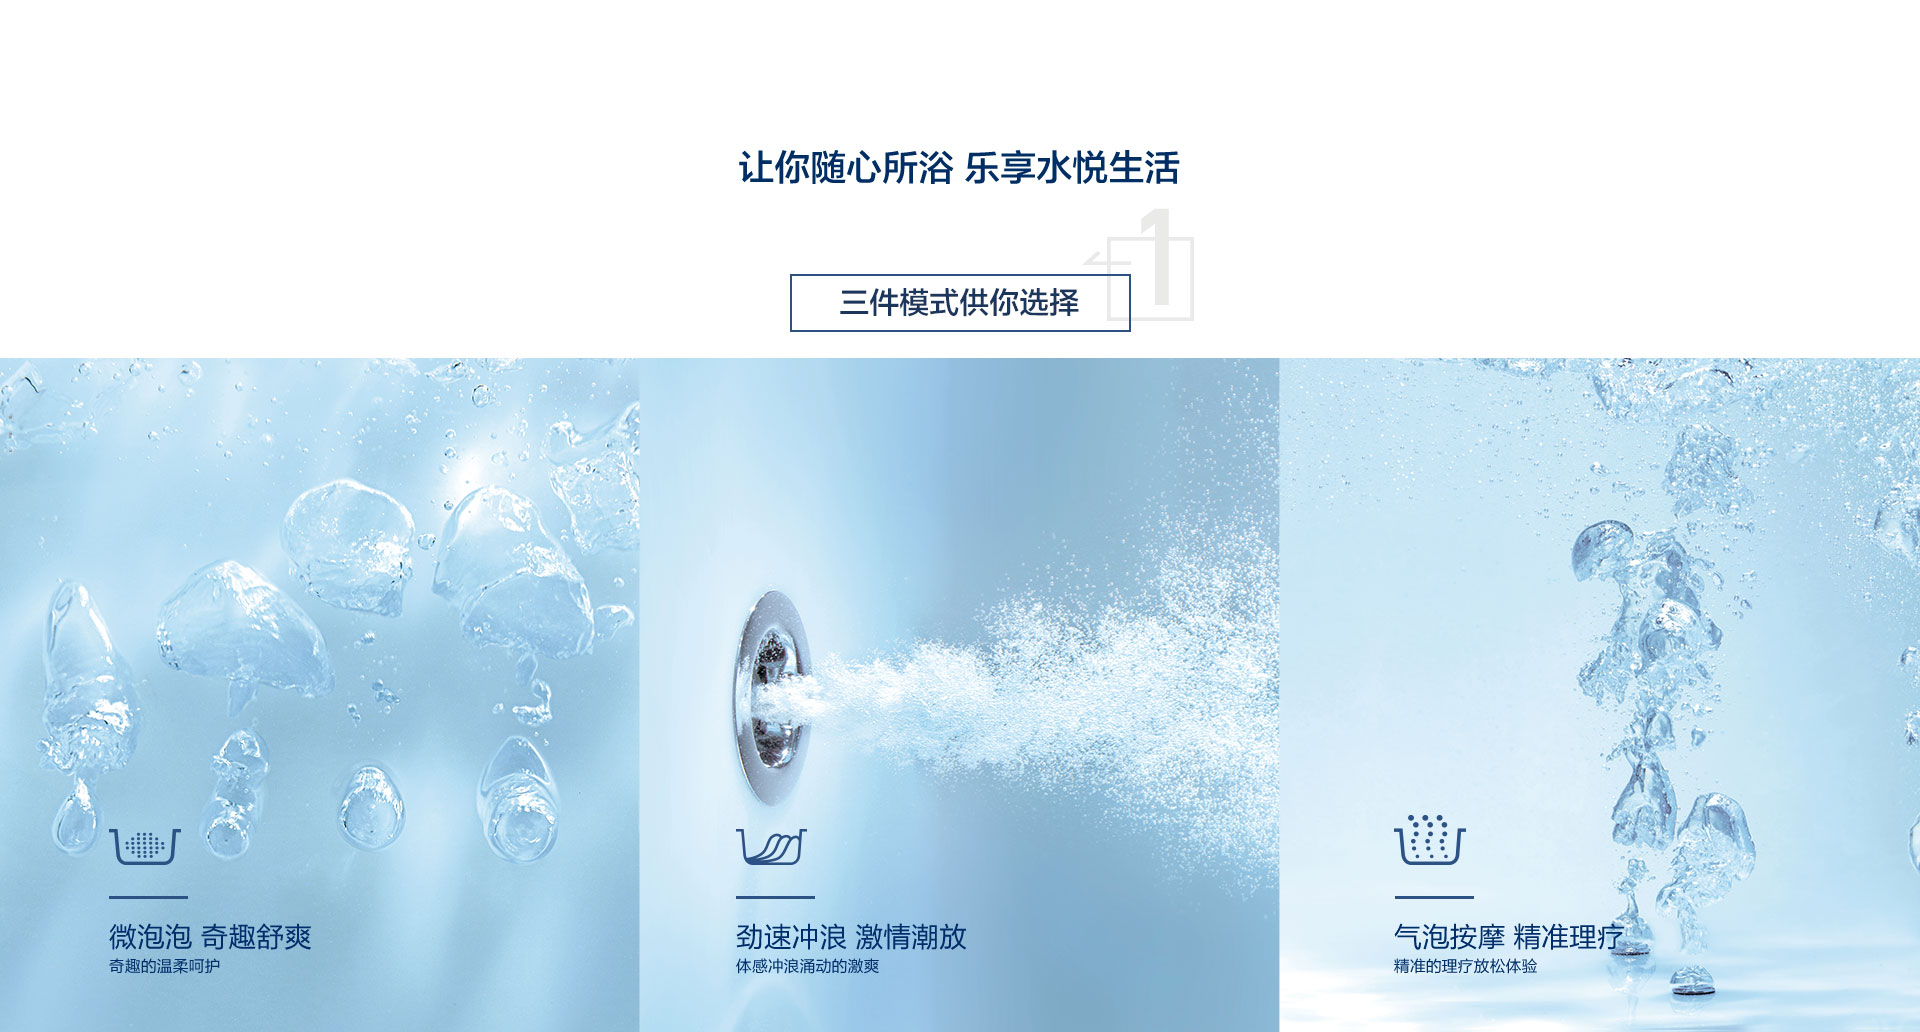 让你随心所浴 乐享水悦生活
1
三件模式供你选择
微泡泡 奇趣舒爽
奇趣的温柔呵护
劲速冲浪 激情潮放
体感冲浪涌动的激爽
气泡按摩 精准理疗
精准的理疗放松体验